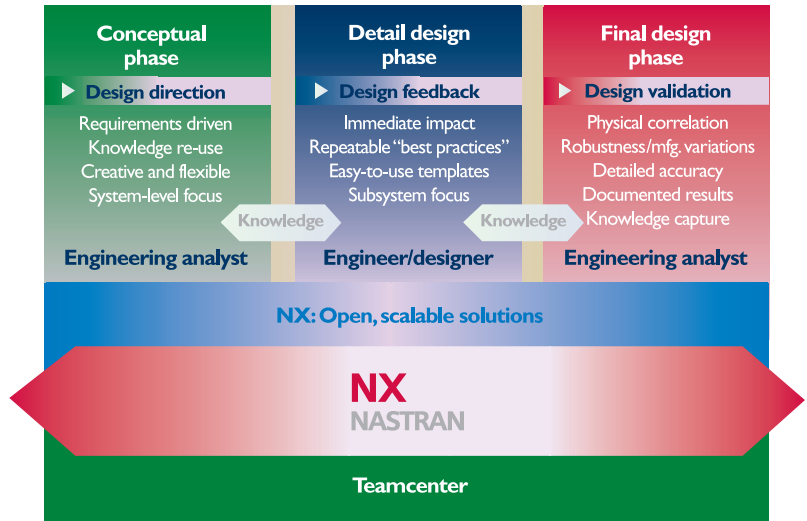 Conceptual
phase
Design direction
Requirements driven
Knowledge re-use
Creative and flexible
System-level focus
Engineering analyst
Knowledge
Detail design
phase
Design feedback
Immediate impact
Repeatable “best practices”
Easy-to-use templates
Subsystem focus
Engineer/designer
Knowledge
Final design
phase
Design validation
Physical correlation
Robustness/mfg. variations
Detailed accuracy
Documented results
Knowledge capture
Engineering analyst
NX: Open, scalable solutions
NX
NASTRAN
Teamcenter